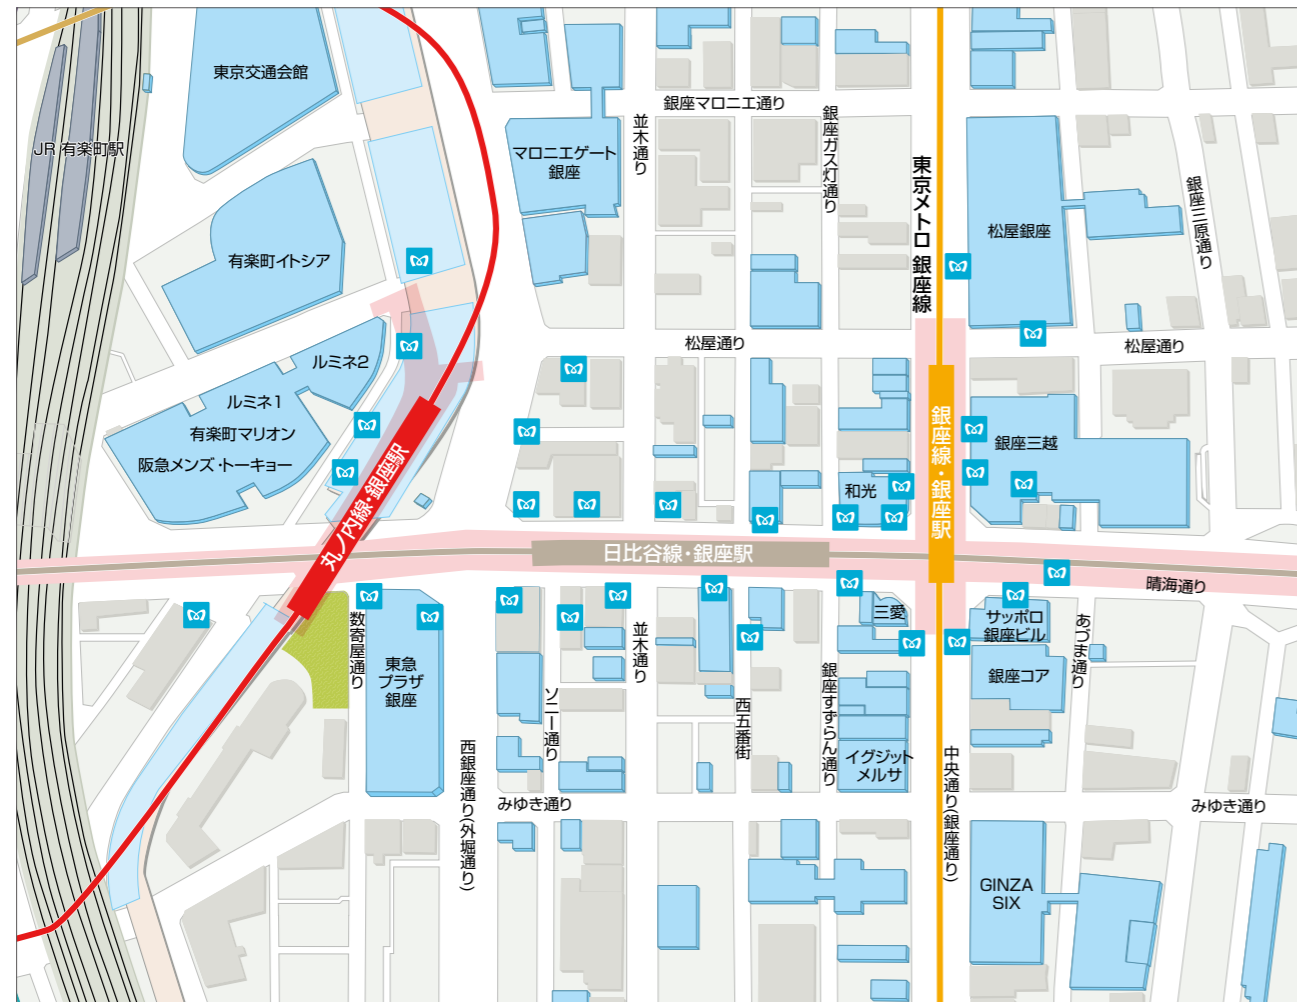 東京交通会館
JR 有楽町駅
銀座マロニエ通り
並木通り
銀座ガス灯通り
マロニエゲート
銀座
東京メトロ 銀座線
松屋銀座
銀座三原通り
有楽町イトシア
松屋通り
松屋通り
ルミネ2
ルミネ1
有楽町マリオン
阪急メンズ・トーキョー
丸ノ内線・銀座駅
銀座線・銀座駅
銀座三越
和光
日比谷線・銀座駅
晴海通り
数寄屋通り
東急
プラザ
銀座
並木通り
ソニー通り
西五番街
三愛
銀座すずらん通り
サッポロ
銀座ビル
あづま通り
銀座コア
西銀座通り(外堀通り)
イグジット
メルサ
中央通り(銀座通り)
みゆき通り
みゆき通り
GINZA
SIX